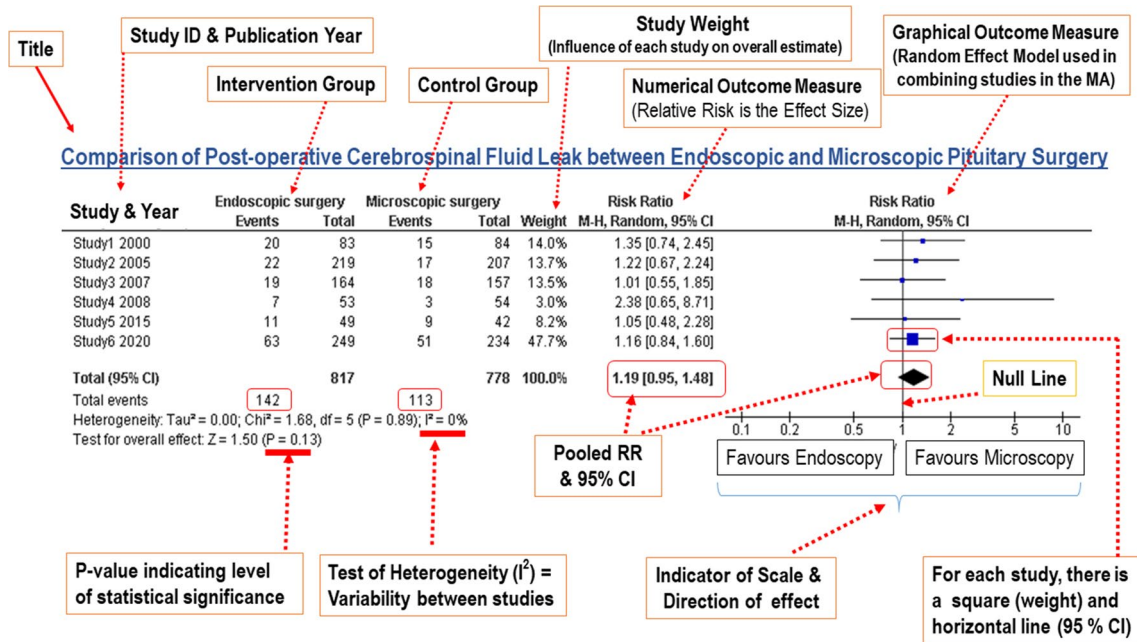 Title
Study ID & Publication Year
Intervention Group
Control Group
Study Weight
(Influence of each study on overall estimate)
Numerical Outcome Measure
(Relative Risk is the Effect Size)
Graphical Outcome Measure
(Random Effect Model used in
combining studies in the MA)
Comparison of Post-operative Cerebrospinal Fluid Leak between Endoscopic and Microscopic Pituitary Surgery
Endoscopic surgery Microscopic surgery Risk Ratio Risk Ratio
Study & Year Events Total Events Total Weight M-H, Random, 95% CI M-H, Random, 95% CI
Study1 2000 20 83 15 84 14.0% 1.35 [0.74, 2.45]
Study2 2005 22 219 17 207 13.7% 1.22 [0.67, 2.24]
Study3 2007 19 164 18 157 13.5% 1.01 [0.55, 1.85]
Study4 2008 7 53 3 54 3.0% 2.38 [0.65, 8.71]
Study5 2015 11 49 9 42 8.2% 1.05 [0.48, 2.28]
Study6 2020 63 249 51 234 47.7% 1.16 [0.84, 1.60]
Total (95% CI) 817 778 100.0% 1.19 [0.95, 1.48]
Total events 142 113
Heterogeneity: Tau² = 0.00; Chi² = 1.68, df = 5 (P = 0.89); I² = 0%
Test for overall effect: Z = 1.50 (P = 0.13)
Null Line
0.1 0.2 0.5 1 2 5 10
Favours Endoscopy Favours Microscopy
Pooled RR
& 95% CI
P-value indicating level
of statistical significance
Test of Heterogeneity (I²) =
Variability between studies
Indicator of Scale &
Direction of effect
For each study, there is
a square (weight) and
horizontal line (95 % CI)